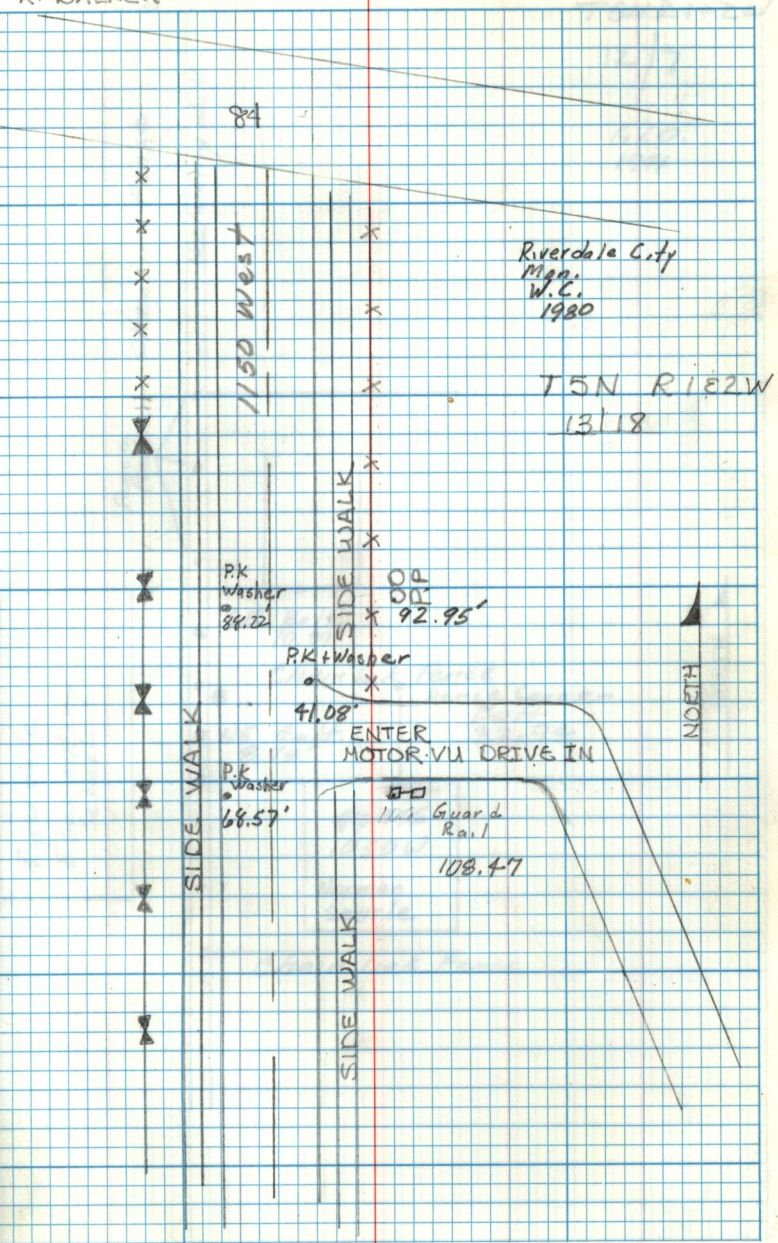 84
1150 West
Riverdale City
Mon.
W.C.
1980
T5N R1&2W
13|18
SIDE WALK
P.K
Washer
88.22'
P.P
92.95'
P.K + Washer
41.08'
NORTH
ENTER
MOTOR-VU DRIVE IN
SIDE WALK
P.K
Washer
68.57'
Guard
Rail
108.47
SIDE WALK